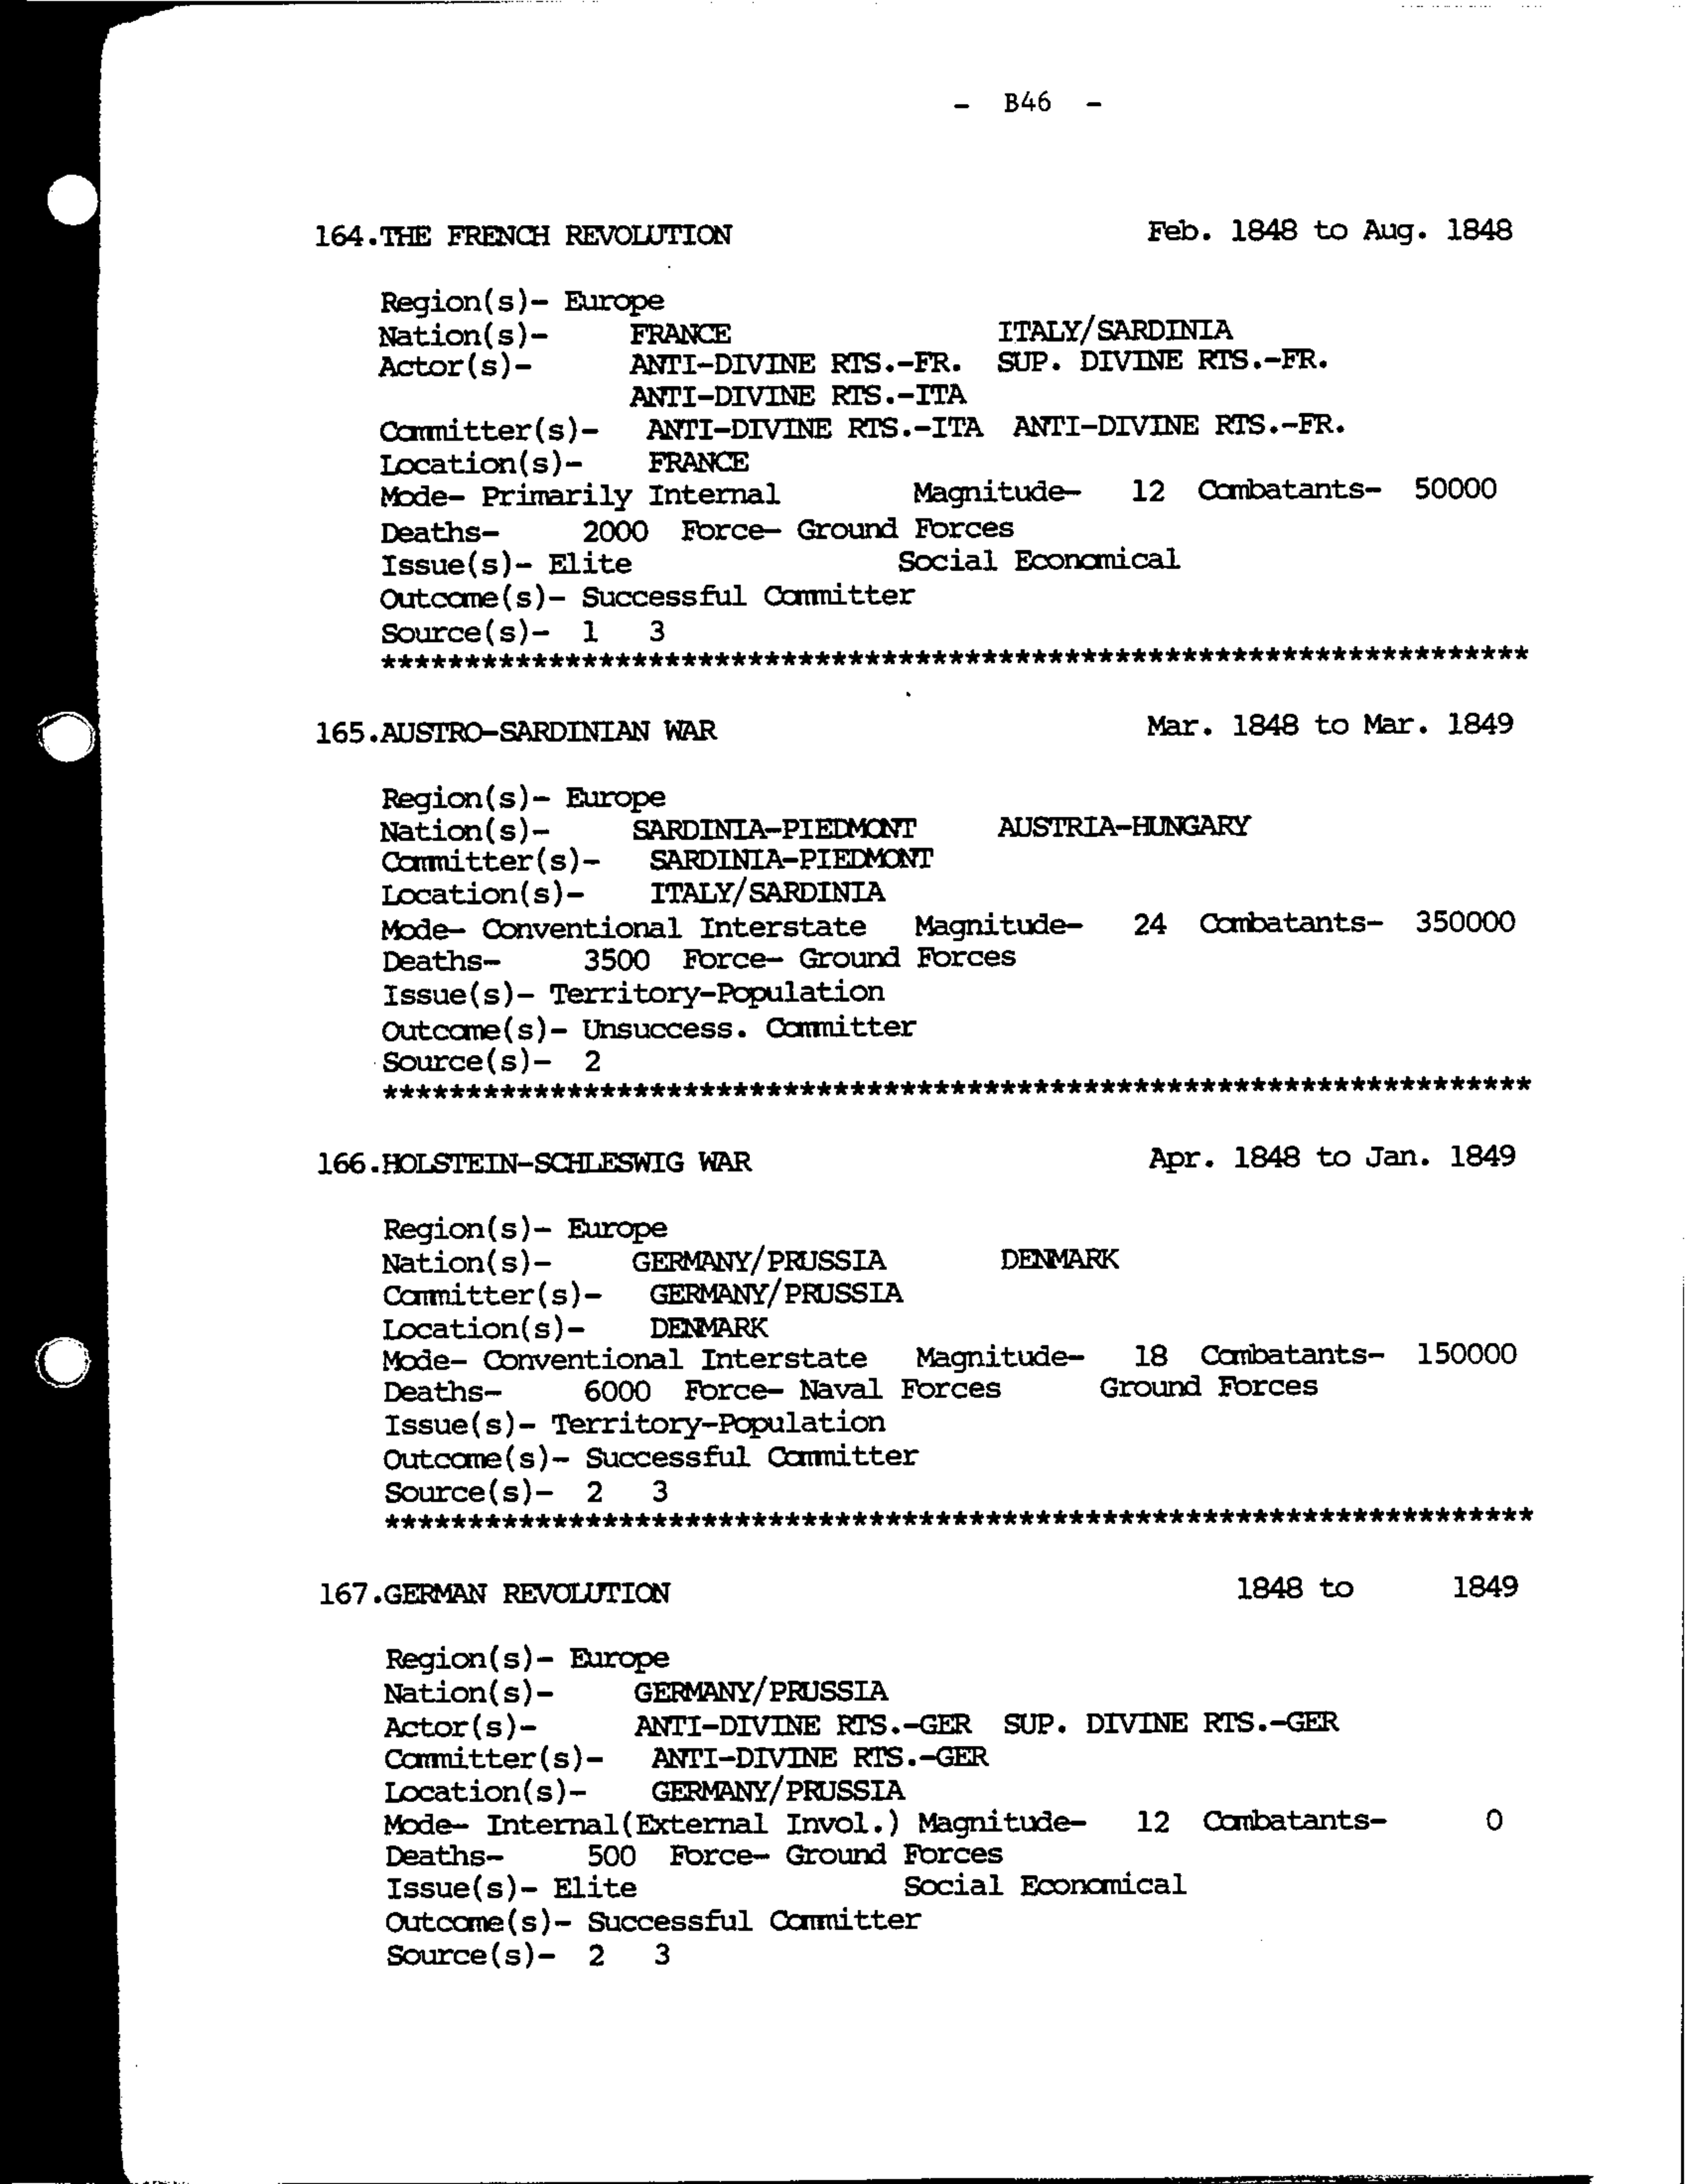 - B46 -
164.THE FRENCH REVOLUTION Feb. 1848 to Aug. 1848
Region(s)- Europe
Nation(s)- FRANCE ITALY/SARDINIA
Actor(s)- ANTI-DIVINE RTS.-FR. SUP. DIVINE RTS.-FR.
ANTI-DIVINE RTS.-ITA
Committer(s)- ANTI-DIVINE RTS.-ITA ANTI-DIVINE RTS.-FR.
Location(s)- FRANCE
Mode- Primarily Internal Magnitude- 12 Combatants- 50000
Deaths- 2000 Force- Ground Forces
Issue(s)- Elite Social Economical
Outcome(s)- Successful Committer
Source(s)- 1 3
*********************************************************************
165.AUSTRO-SARDINIAN WAR Mar. 1848 to Mar. 1849
Region(s)- Europe
Nation(s)- SARDINIA-PIEDMONT AUSTRIA-HUNGARY
Committer(s)- SARDINIA-PIEDMONT
Location(s)- ITALY/SARDINIA
Mode- Conventional Interstate Magnitude- 24 Combatants- 350000
Deaths- 3500 Force- Ground Forces
Issue(s)- Territory-Population
Outcome(s)- Unsuccess. Committer
Source(s)- 2
*********************************************************************
166.HOLSTEIN-SCHLESWIG WAR Apr. 1848 to Jan. 1849
Region(s)- Europe
Nation(s)- GERMANY/PRUSSIA DENMARK
Committer(s)- GERMANY/PRUSSIA
Location(s)- DENMARK
Mode- Conventional Interstate Magnitude- 18 Combatants- 150000
Deaths- 6000 Force- Naval Forces Ground Forces
Issue(s)- Territory-Population
Outcome(s)- Successful Committer
Source(s)- 2 3
*********************************************************************
167.GERMAN REVOLUTION 1848 to 1849
Region(s)- Europe
Nation(s)- GERMANY/PRUSSIA
Actor(s)- ANTI-DIVINE RTS.-GER SUP. DIVINE RTS.-GER
Committer(s)- ANTI-DIVINE RTS.-GER
Location(s)- GERMANY/PRUSSIA
Mode- Internal(External Invol.) Magnitude- 12 Combatants- 0
Deaths- 500 Force- Ground Forces
Issue(s)- Elite Social Economical
Outcome(s)- Successful Committer
Source(s)- 2 3